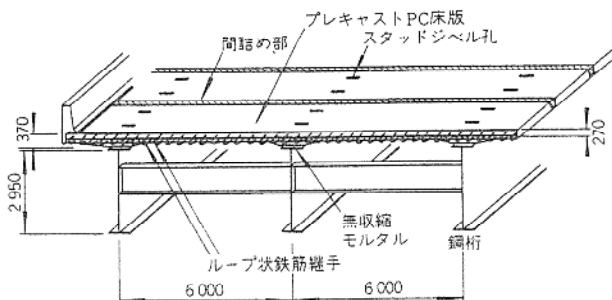 プレキャストPC床版
スタッドジベル孔
間詰め部
370
270
2 950
無収縮
モルタル
鋼桁
ループ状鉄筋継手
6 000
6 000